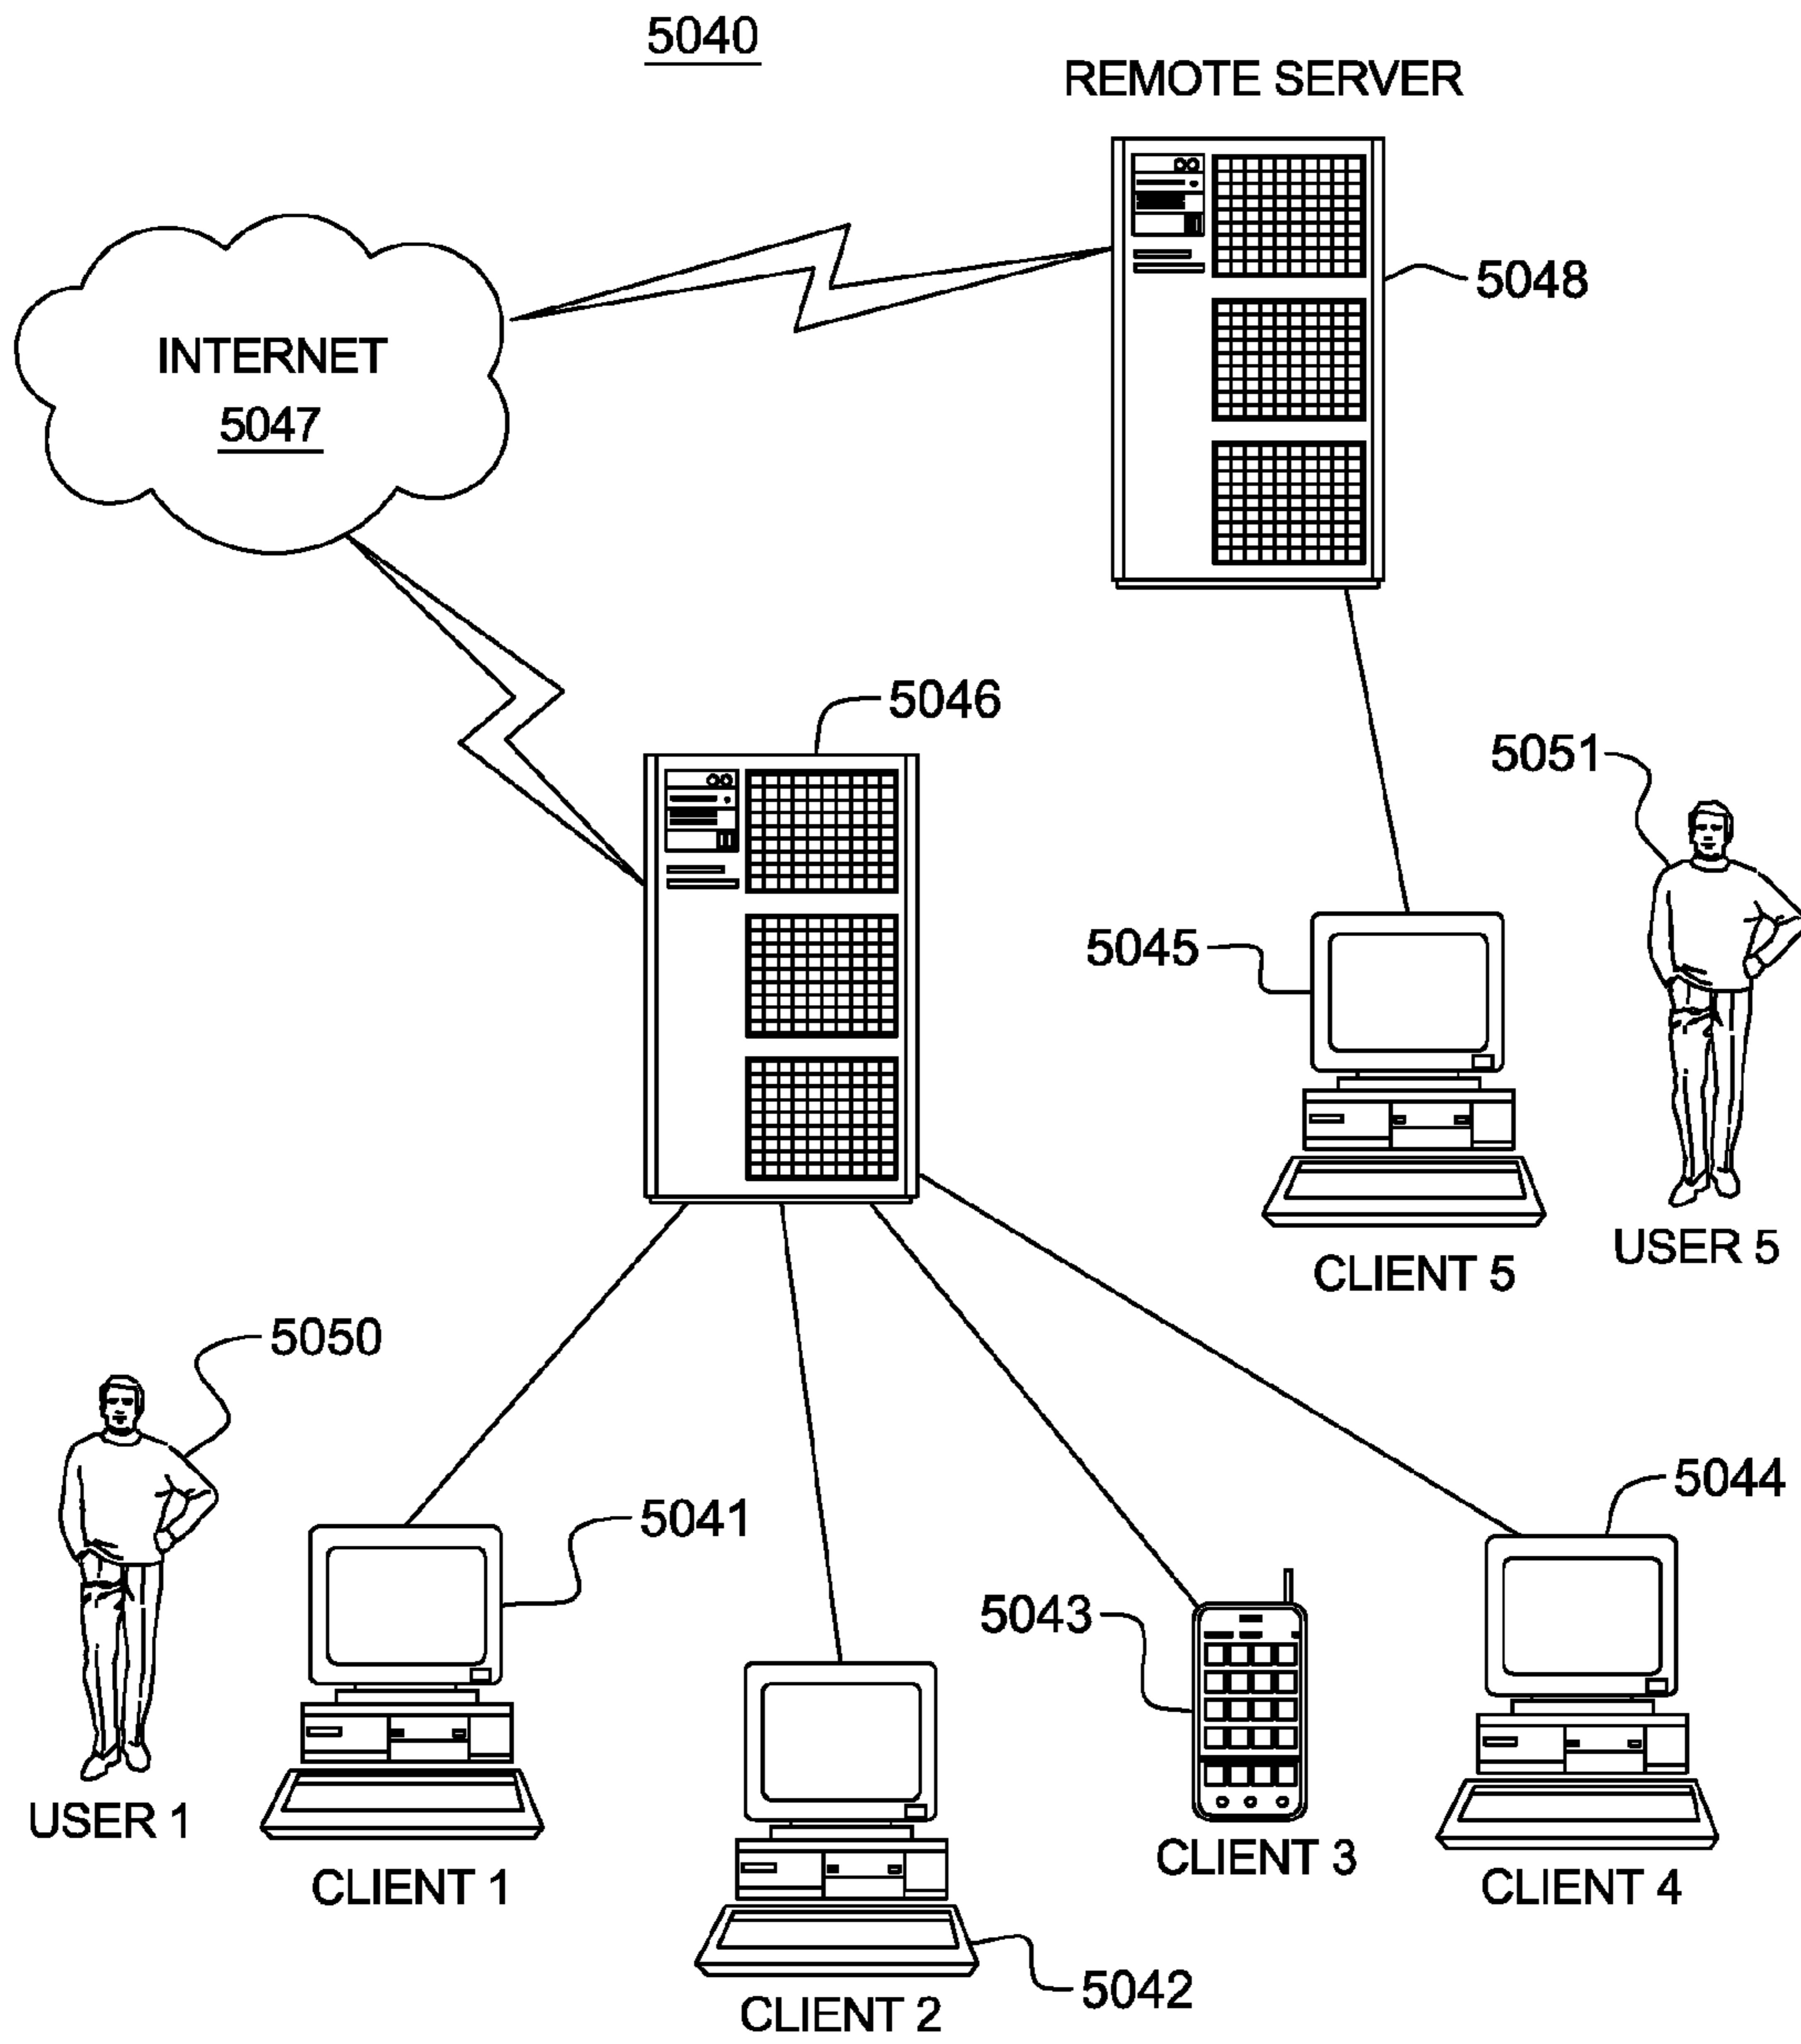 5040
REMOTE SERVER
5048
INTERNET
5047
5046
5051
5045
USER 5
CLIENT 5
5050
5044
5041
5043
USER 1
CLIENT 3
CLIENT 1
CLIENT 4
5042
CLIENT 2